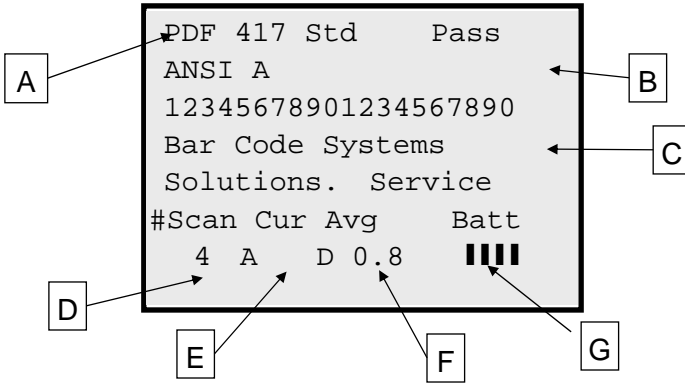 PDF 417 Std Pass
A
ANSI A
B
12345678901234567890
Bar Code Systems
C
Solutions. Service
#Scan Cur Avg Batt
4 A D 0.8
D
E
F
G